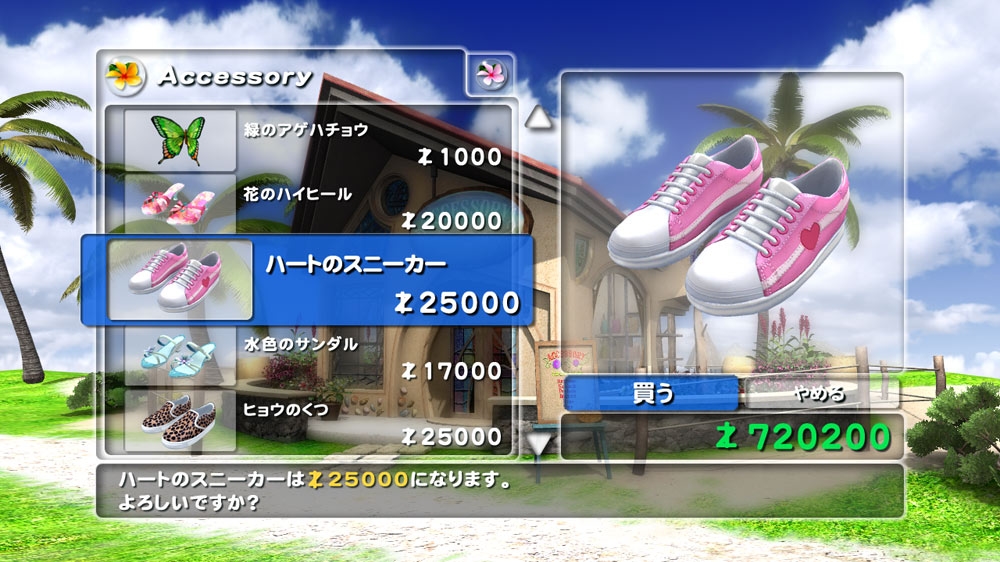 Accessory
緑のアゲハチョウ
Ƶ1000
花のハイヒール
Ƶ20000
ハートのスニーカー
Ƶ25000
水色のサンダル
Ƶ17000
ヒョウのくつ
Ƶ25000
ACCESSORY
ACCESSORY
買う
やめる
Ƶ720200
ハートのスニーカーはƵ25000になります。
よろしいですか?